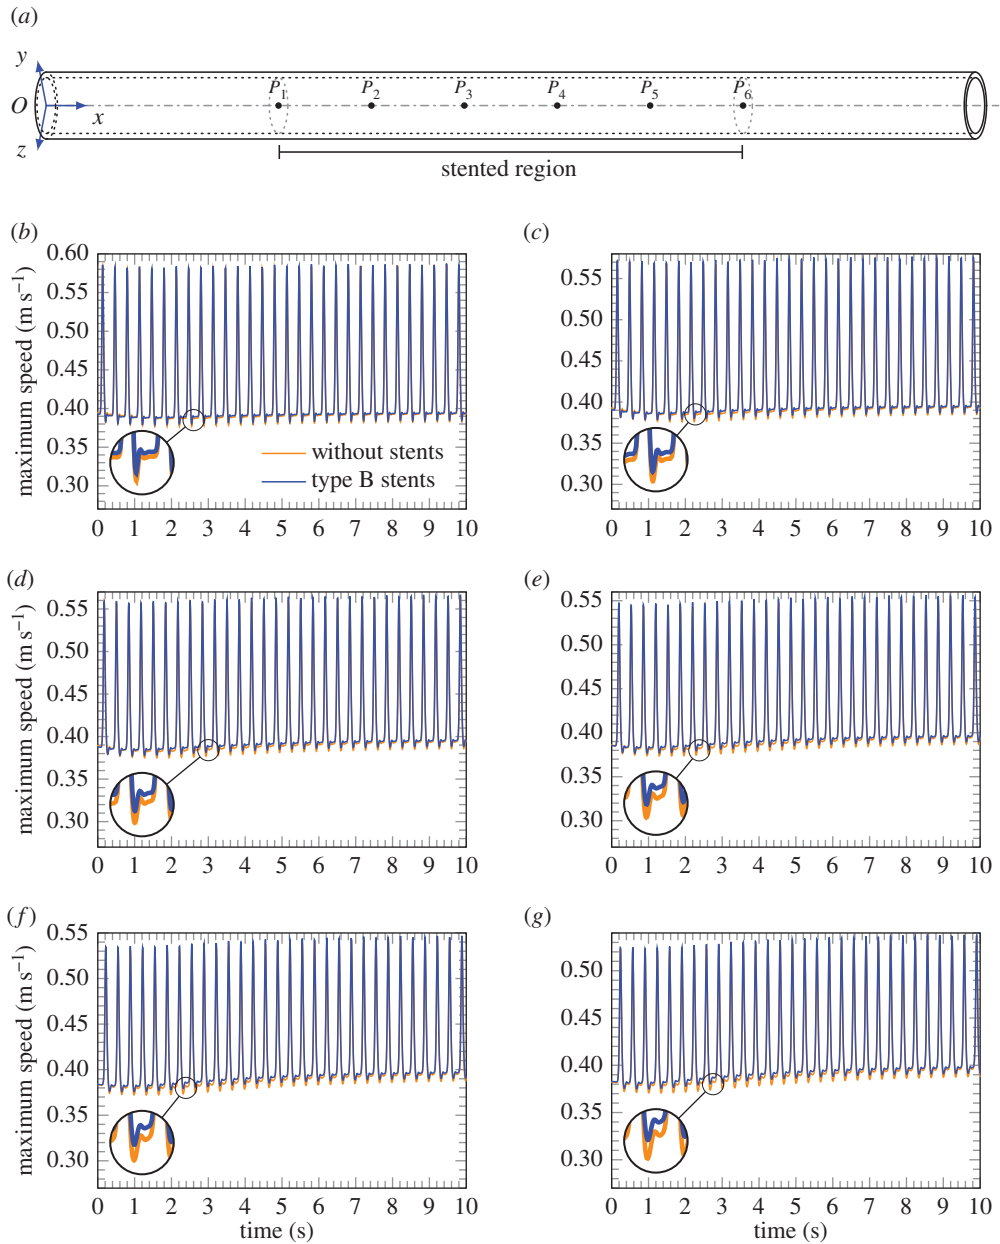 (a)
y
O
x
z
P1 P2 P3 P4 P5 P6
stented region
(b)
maximum speed (m s−1)
0.60
0.55
0.50
0.45
0.40
0.35
0.30
without stents
type B stents
0 1 2 3 4 5 6 7 8 9 10
(c)
0.55
0.50
0.45
0.40
0.35
0.30
0 1 2 3 4 5 6 7 8 9 10
(d)
maximum speed (m s−1)
0.55
0.50
0.45
0.40
0.35
0.30
0 1 2 3 4 5 6 7 8 9 10
(e)
0.55
0.50
0.45
0.40
0.35
0.30
0 1 2 3 4 5 6 7 8 9 10
(f)
maximum speed (m s−1)
0.55
0.50
0.45
0.40
0.35
0.30
0 1 2 3 4 5 6 7 8 9 10
time (s)
(g)
0.50
0.45
0.40
0.35
0.30
0 1 2 3 4 5 6 7 8 9 10
time (s)